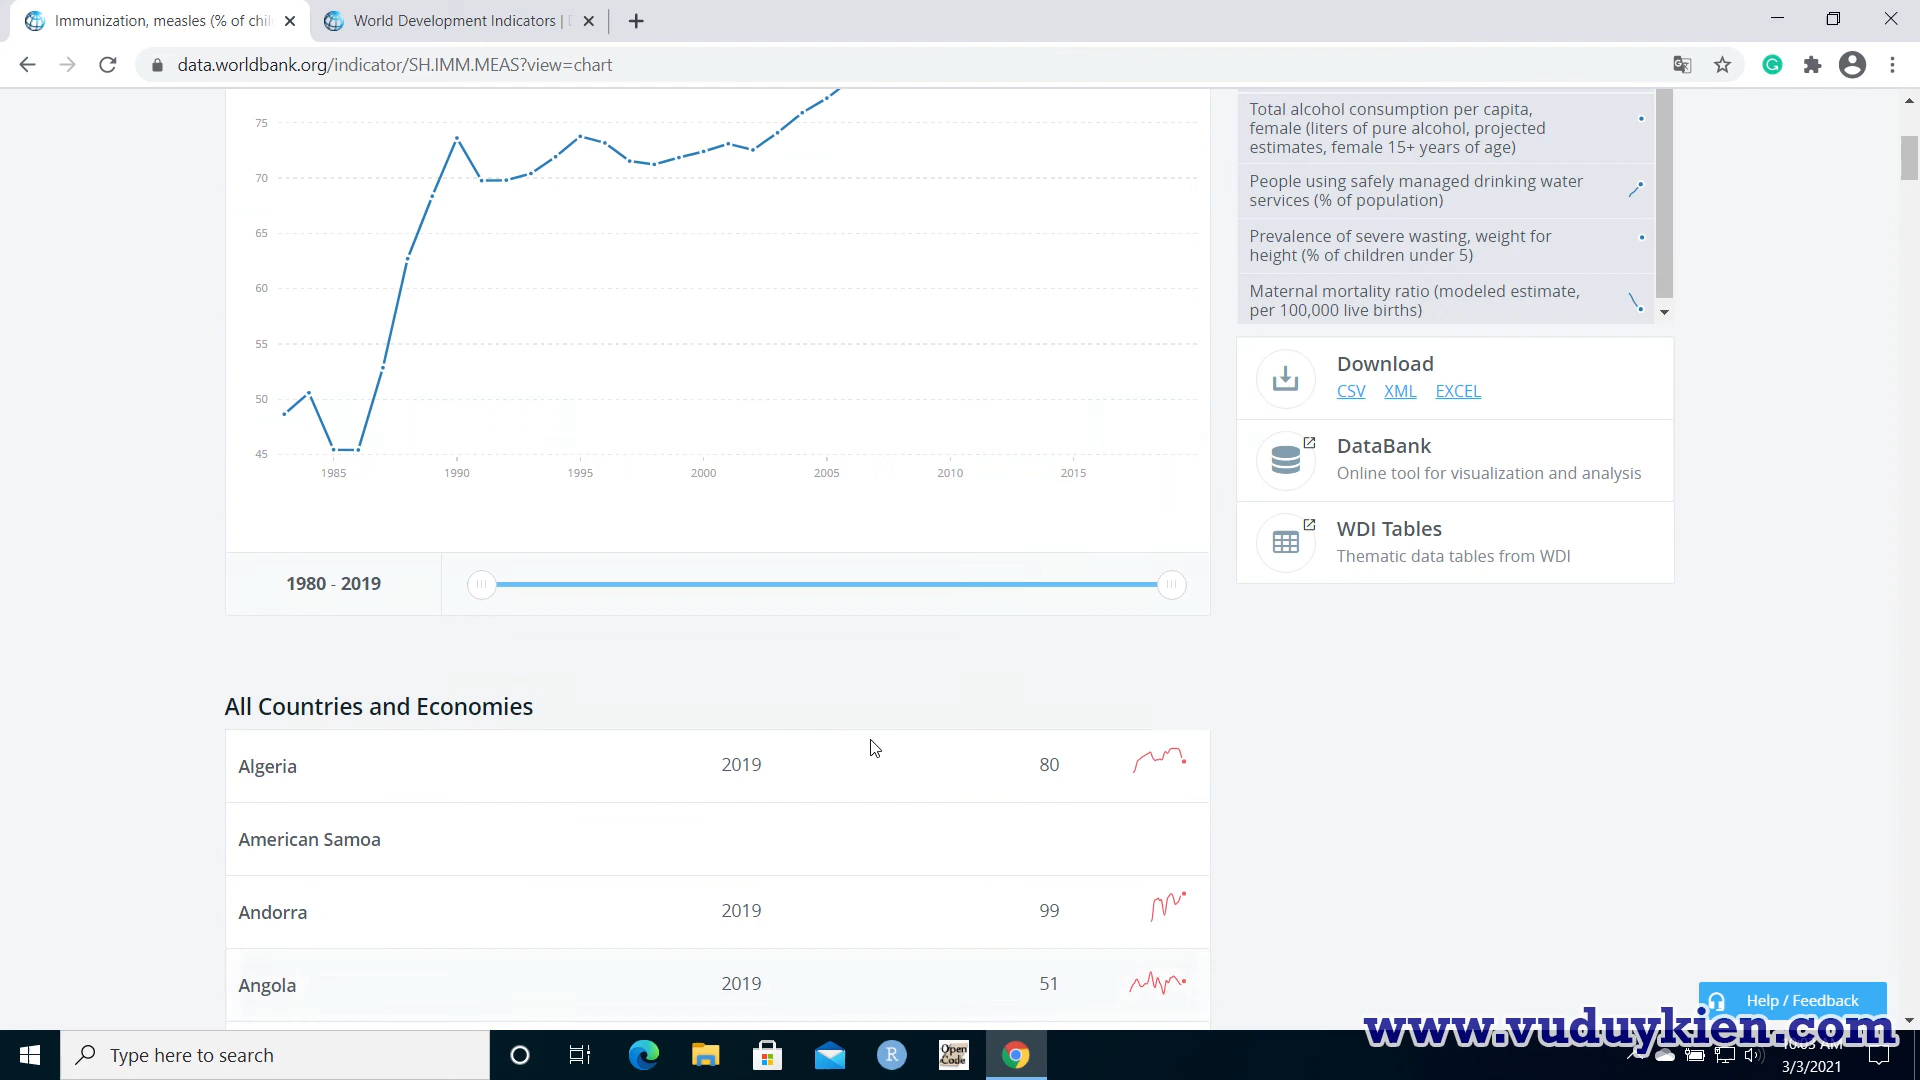 Immunization, measles (% of chil
World Development Indicators |
data.worldbank.org/indicator/SH.IMM.MEAS?view=chart
75
70
65
60
55
50
45
1985 1990 1995 2000 2005 2010 2015
1980 - 2019
Total alcohol consumption per capita,
female (liters of pure alcohol, projected
estimates, female 15+ years of age)
People using safely managed drinking water
services (% of population)
Prevalence of severe wasting, weight for
height (% of children under 5)
Maternal mortality ratio (modeled estimate,
per 100,000 live births)
Download
CSV XML EXCEL
DataBank
Online tool for visualization and analysis
WDI Tables
Thematic data tables from WDI
All Countries and Economies
Algeria 2019 80
American Samoa
Andorra 2019 99
Angola 2019 51
Help / Feedback
www.vuduykien.com
Type here to search
R
Open
Code
10:03 AM
3/3/2021